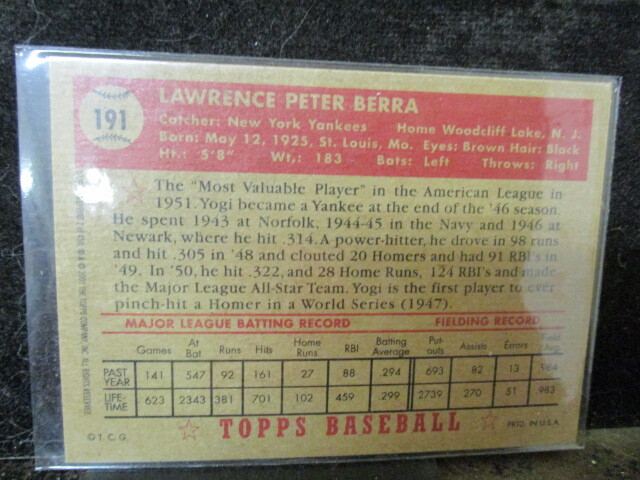 191
LAWRENCE PETER BERRA
Catcher: New York Yankees Home Woodcliff Lake, N. J.
Born: May 12, 1925, St. Louis, Mo. Eyes: Brown Hair: Black
Ht.: 5'8" Wt.: 183 Bats: Left Throws: Right
The "Most Valuable Player" in the American League in
1951. Yogi became a Yankee at the end of the '46 season.
He spent 1943 at Norfolk, 1944-45 in the Navy and 1946 at
Newark, where he hit .314. A power-hitter, he drove in 98 runs
and hit .305 in '48 and clouted 20 Homers and had 91 RBI's in
'49. In '50, he hit .322, and 28 Home Runs, 124 RBI's and made
the Major League All-Star Team. Yogi is the first player to ever
pinch-hit a Homer in a World Series (1947).
MAJOR LEAGUE BATTING RECORD FIELDING RECORD
Games At Bat Runs Hits Home Runs RBI Batting Average Put-outs Assists Errors Field
PAST YEAR 141 547 92 161 27 88 .294 693 82 13 .984
LIFE-TIME 623 2343 381 701 102 459 .299 2739 270 51 .983
TOPPS BASEBALL
© T. C. G. PRTD. IN U.S.A.